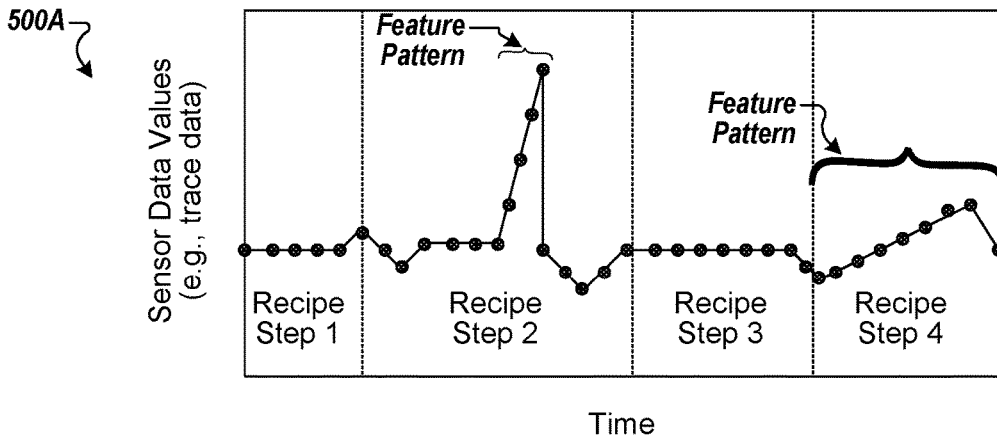 500A
Feature
Pattern
Feature
Pattern
Sensor Data Values
(e.g., trace data)
Recipe
Step 1
Recipe
Step 2
Recipe
Step 3
Recipe
Step 4
Time